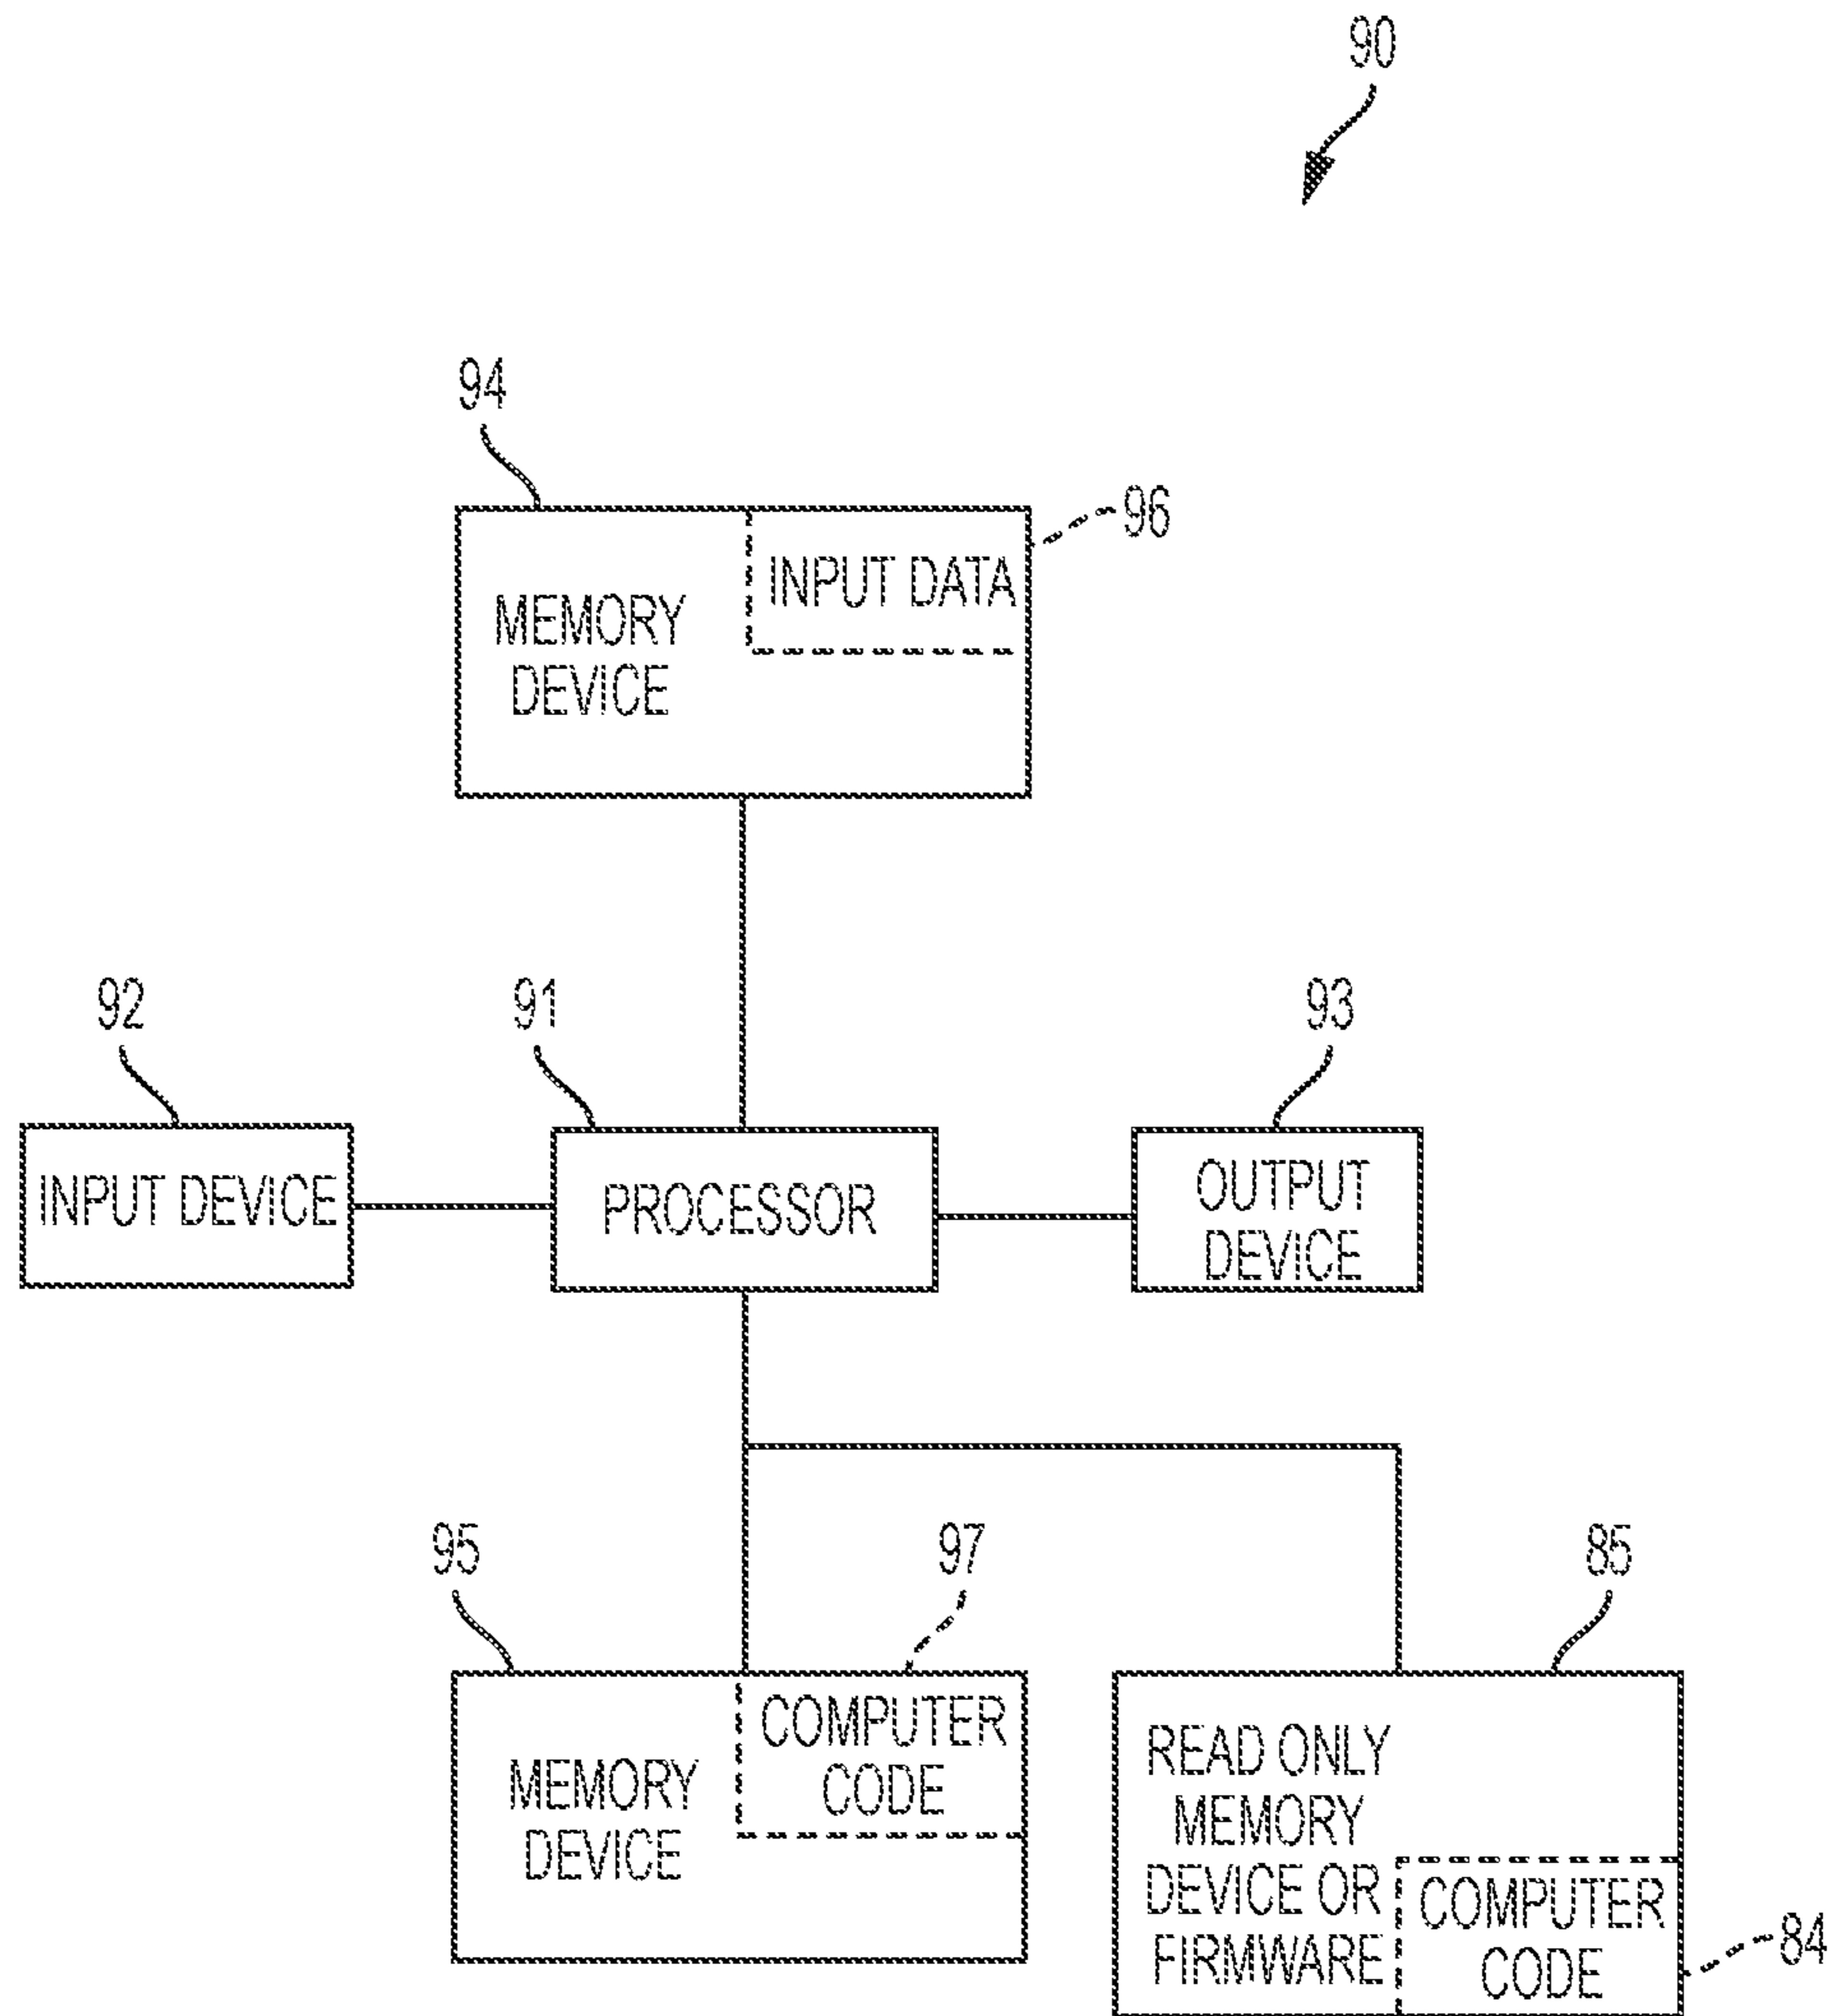 90
94
96
INPUT DATA
MEMORY
DEVICE
92
91
93
INPUT DEVICE
PROCESSOR
OUTPUT
DEVICE
95
97
85
COMPUTER
CODE
MEMORY
DEVICE
READ ONLY
MEMORY
DEVICE OR
FIRMWARE
COMPUTER
CODE
84